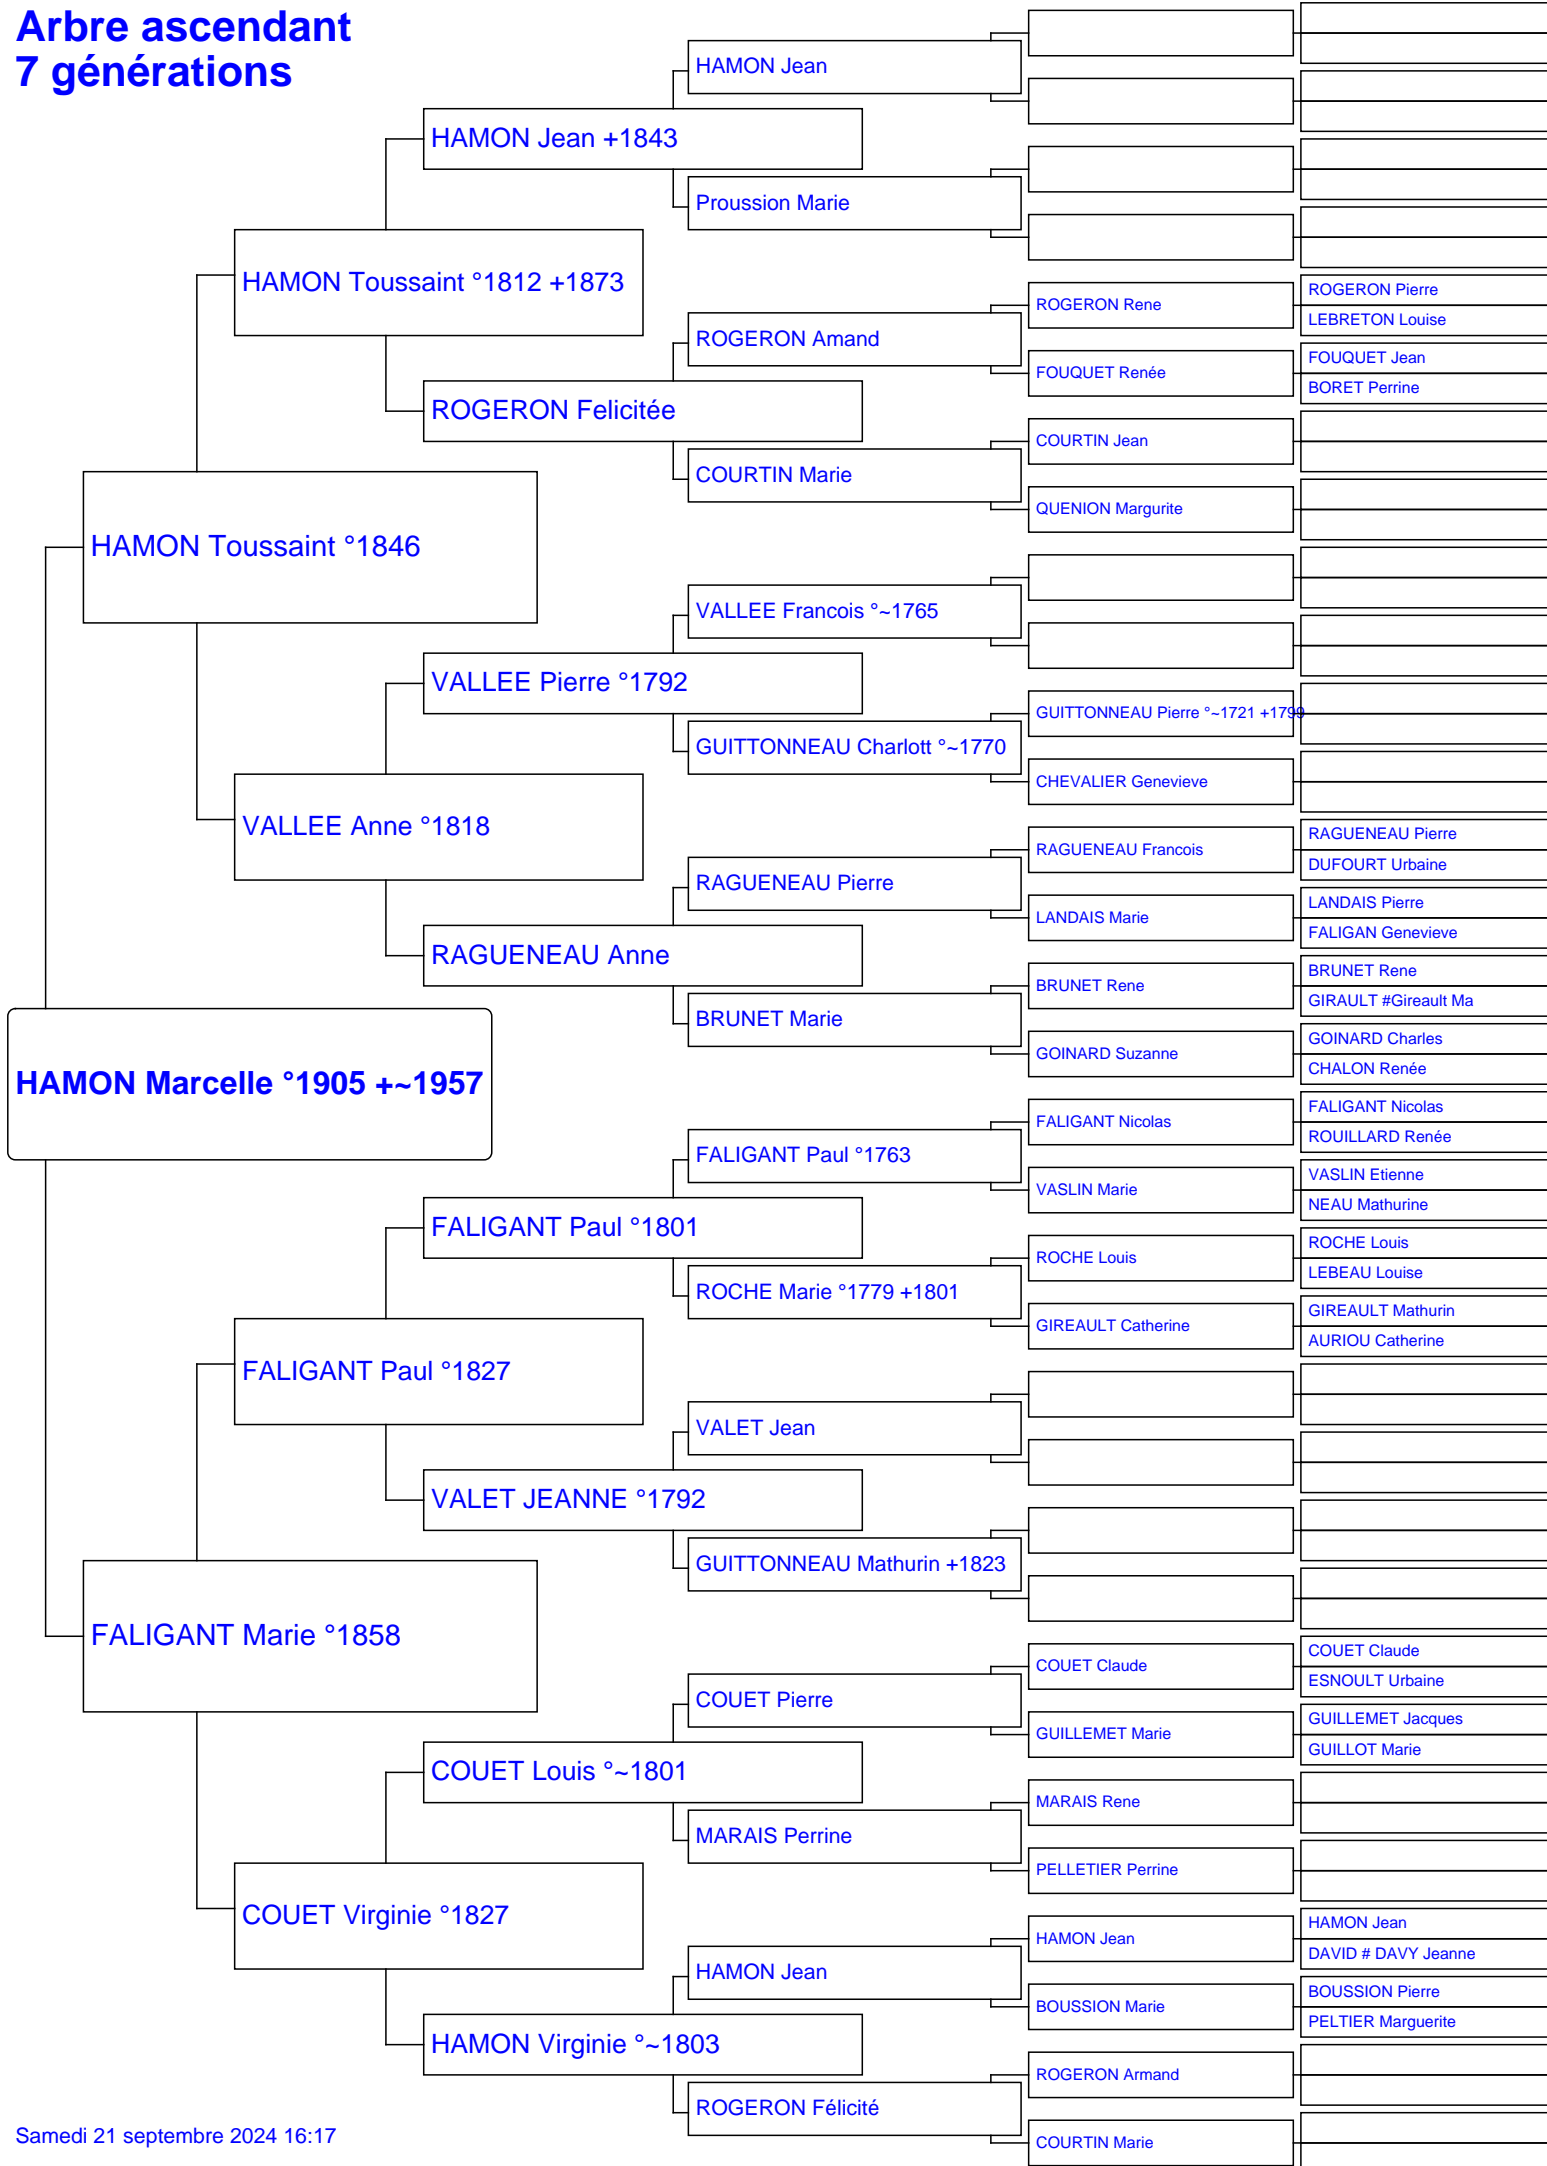 Arbre ascendant
7 générations
HAMON Jean
HAMON Jean +1843
Proussion Marie
HAMON Toussaint °1812 +1873
ROGERON Rene
ROGERON Pierre
LEBRETON Louise
ROGERON Amand
FOUQUET Renée
FOUQUET Jean
BORET Perrine
ROGERON Felicitée
COURTIN Jean
COURTIN Marie
QUENION Margurite
HAMON Toussaint °1846
VALLEE Francois °~1765
VALLEE Pierre °1792
GUITTONNEAU Pierre °~1721 +1799
GUITTONNEAU Charlott °~1770
CHEVALIER Genevieve
VALLEE Anne °1818
RAGUENEAU Francois
RAGUENEAU Pierre
DUFOURT Urbaine
RAGUENEAU Pierre
LANDAIS Marie
LANDAIS Pierre
FALIGAN Genevieve
RAGUENEAU Anne
BRUNET Rene
BRUNET Rene
GIRAULT #Gireault Ma
BRUNET Marie
GOINARD Suzanne
GOINARD Charles
CHALON Renée
HAMON Marcelle °1905 +~1957
FALIGANT Nicolas
FALIGANT Nicolas
ROUILLARD Renée
FALIGANT Paul °1763
VASLIN Marie
VASLIN Etienne
NEAU Mathurine
FALIGANT Paul °1801
ROCHE Louis
ROCHE Louis
LEBEAU Louise
ROCHE Marie °1779 +1801
GIREAULT Catherine
GIREAULT Mathurin
AURIOU Catherine
FALIGANT Paul °1827
VALET Jean
VALET JEANNE °1792
GUITTONNEAU Mathurin +1823
FALIGANT Marie °1858
COUET Claude
COUET Claude
ESNOULT Urbaine
COUET Pierre
GUILLEMET Marie
GUILLEMET Jacques
GUILLOT Marie
COUET Louis °~1801
MARAIS Rene
MARAIS Perrine
PELLETIER Perrine
COUET Virginie °1827
HAMON Jean
HAMON Jean
DAVID # DAVY Jeanne
HAMON Jean
BOUSSION Marie
BOUSSION Pierre
PELTIER Marguerite
HAMON Virginie °~1803
ROGERON Armand
ROGERON Félicité
COURTIN Marie
Samedi 21 septembre 2024 16:17